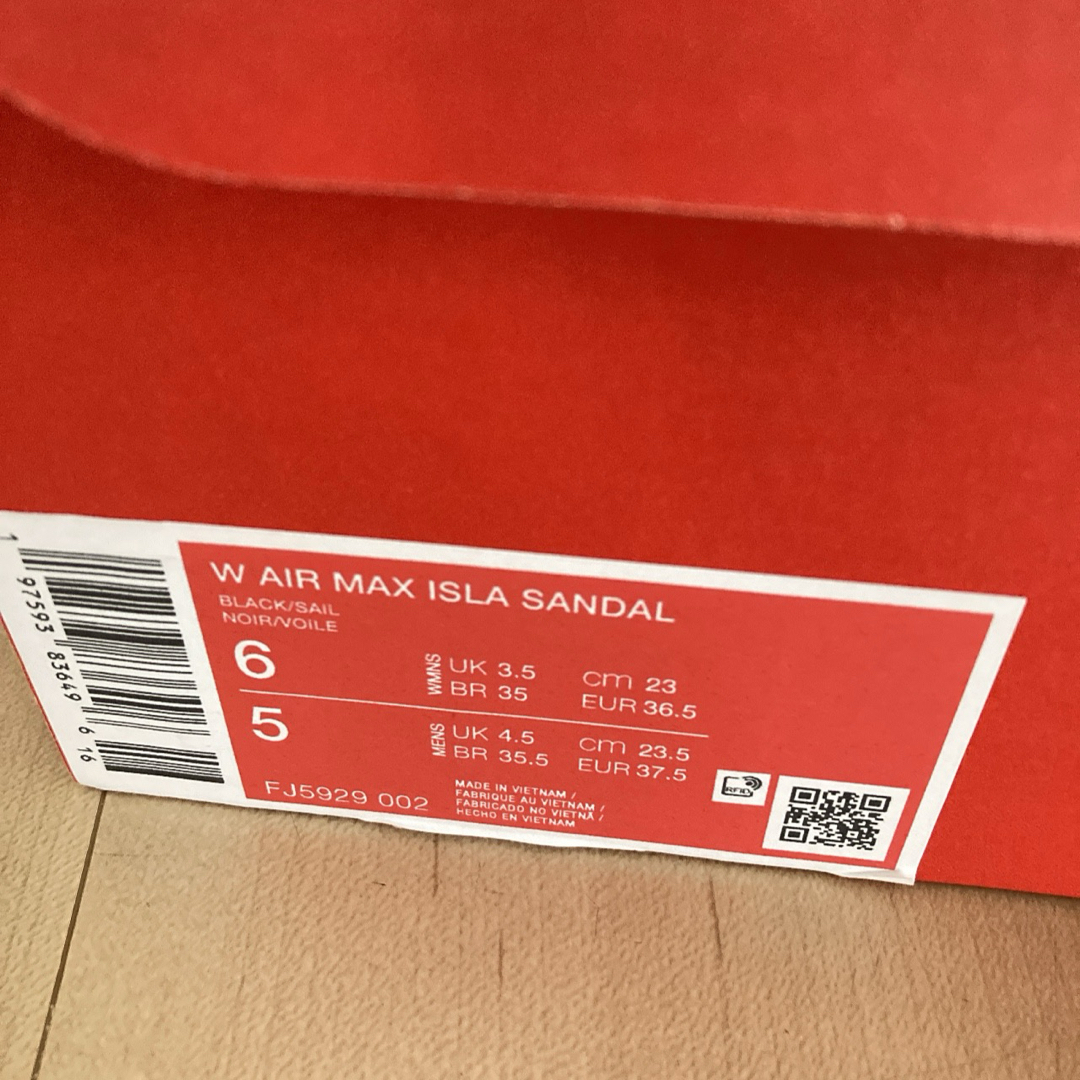 W AIR MAX ISLA SANDAL
BLACK/SAIL
NOIR/VOILE
6 WMNS UK 3.5 cm 23
BR 35 EUR 36.5
5 MENS UK 4.5 cm 23.5
BR 35.5 EUR 37.5
FJ5929 002
MADE IN VIETNAM /
FABRIQUE AU VIETNAM /
FABRICADO NO VIETNÃ /
HECHO EN VIETNAM
RFID
1 97593 83649 6 16